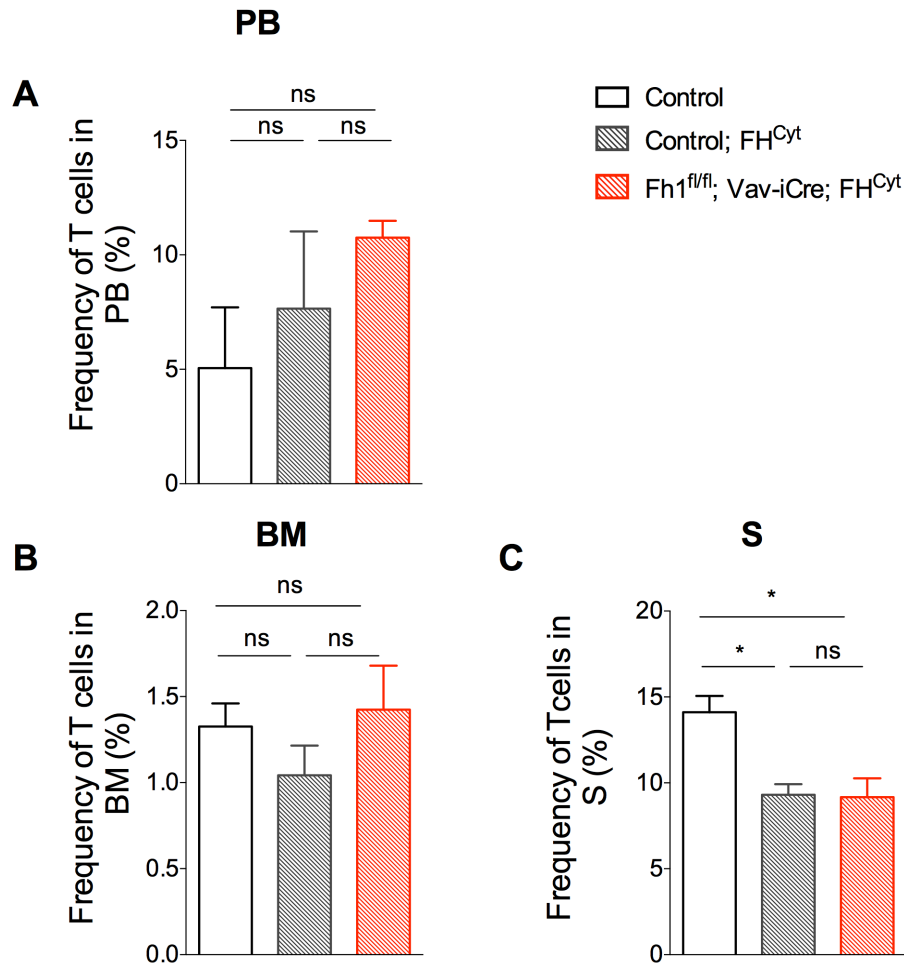 PB
A
ns
ns
ns
Control
Control; FH^Cyt
Fh1^fl/fl; Vav-iCre; FH^Cyt
Frequency of T cells in
PB (%)
15
10
5
0
B
BM
ns
ns
ns
Frequency of T cells in
BM (%)
2.0
1.5
1.0
0.5
0.0
C
S
*
*
ns
Frequency of Tcells in
S (%)
20
15
10
5
0